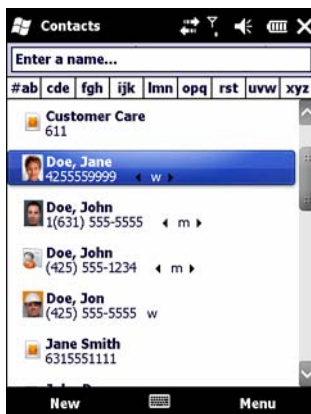 Contacts
Enter a name...
#ab cde fgh ijk lmn opq rst uvw xyz
Customer Care
611
Doe, Jane
4255559999 w
Doe, John
1(631) 555-5555 m
Doe, John
(425) 555-1234 m
Doe, Jon
(425) 555-5555 w
Jane Smith
6315551111
New Menu